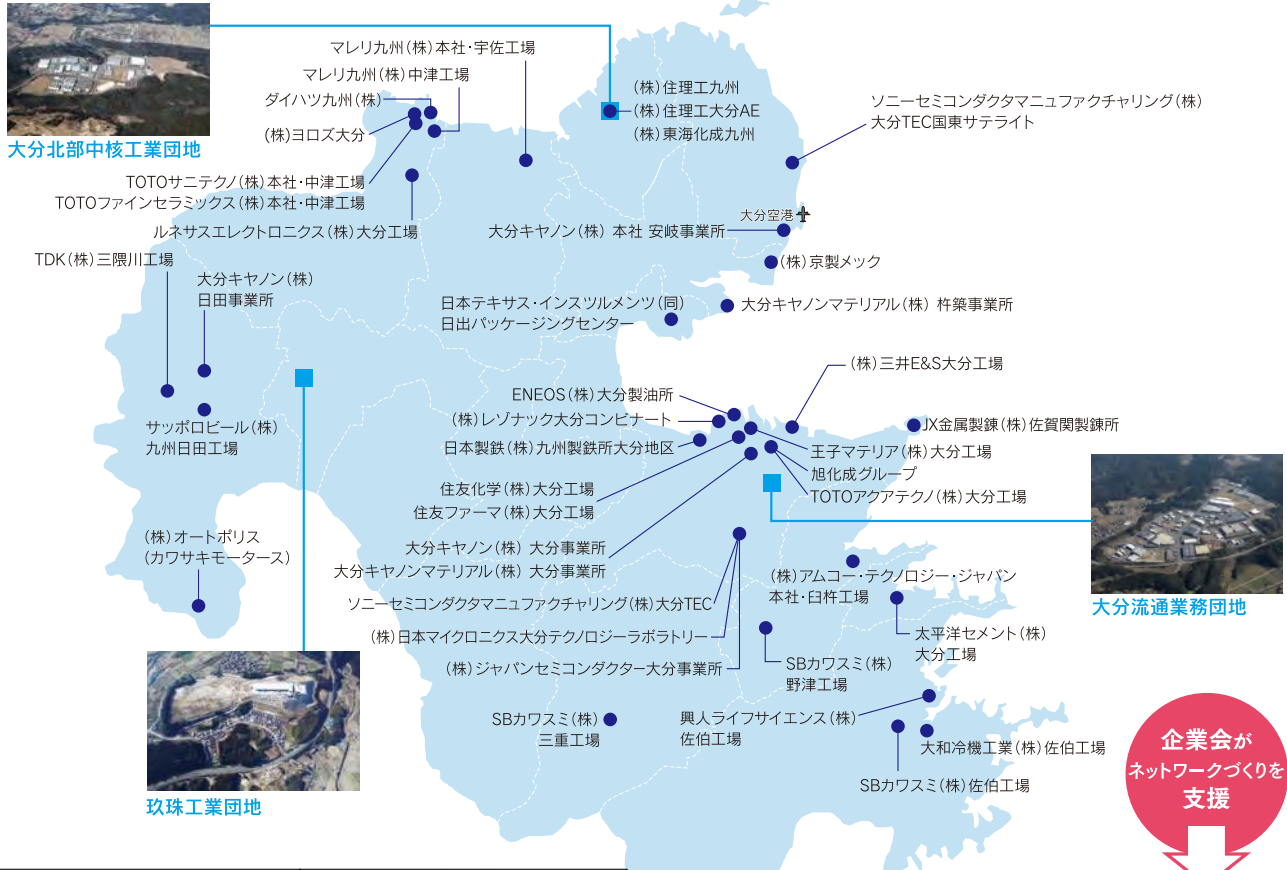 マレリ九州(株)本社・宇佐工場
マレリ九州(株)中津工場
ダイハツ九州(株)
(株)ヨロズ大分
大分北部中核工業団地
(株)住理工九州
(株)住理工大分AE
(株)東海化成九州
ソニーセミコンダクタマニュファクチャリング(株)
大分TEC国東サテライト
TOTOサニテクノ(株)本社・中津工場
TOTOファインセラミックス(株)本社・中津工場
ルネサスエレクトロニクス(株)大分工場
大分空港
大分キヤノン(株) 本社 安岐事業所
(株)京製メック
TDK(株)三隈川工場
大分キヤノン(株)
日田事業所
日本テキサス・インスツルメンツ(同)
日出パッケージングセンター
大分キヤノンマテリアル(株) 杵築事業所
(株)三井E&S大分工場
ENEOS(株)大分製油所
(株)レゾナック大分コンビナート
日本製鉄(株)九州製鉄所大分地区
JX金属製錬(株)佐賀関製錬所
サッポロビール(株)
九州日田工場
王子マテリア(株)大分工場
旭化成グループ
TOTOアクアテクノ(株)大分工場
住友化学(株)大分工場
住友ファーマ(株)大分工場
(株)オートポリス
(カワサキモータース)
大分キヤノン(株) 大分事業所
大分キヤノンマテリアル(株) 大分事業所
(株)アムコー・テクノロジー・ジャパン
本社・臼杵工場
大分流通業務団地
ソニーセミコンダクタマニュファクチャリング(株)大分TEC
(株)日本マイクロニクス大分テクノロジーラボラトリー
(株)ジャパンセミコンダクター大分事業所
太平洋セメント(株)
大分工場
SBカワスミ(株)
野津工場
SBカワスミ(株)
三重工場
興人ライフサイエンス(株)
佐伯工場
大和冷機工業(株)佐伯工場
SBカワスミ(株)佐伯工場
玖珠工業団地
企業会が
ネットワークづくりを
支援